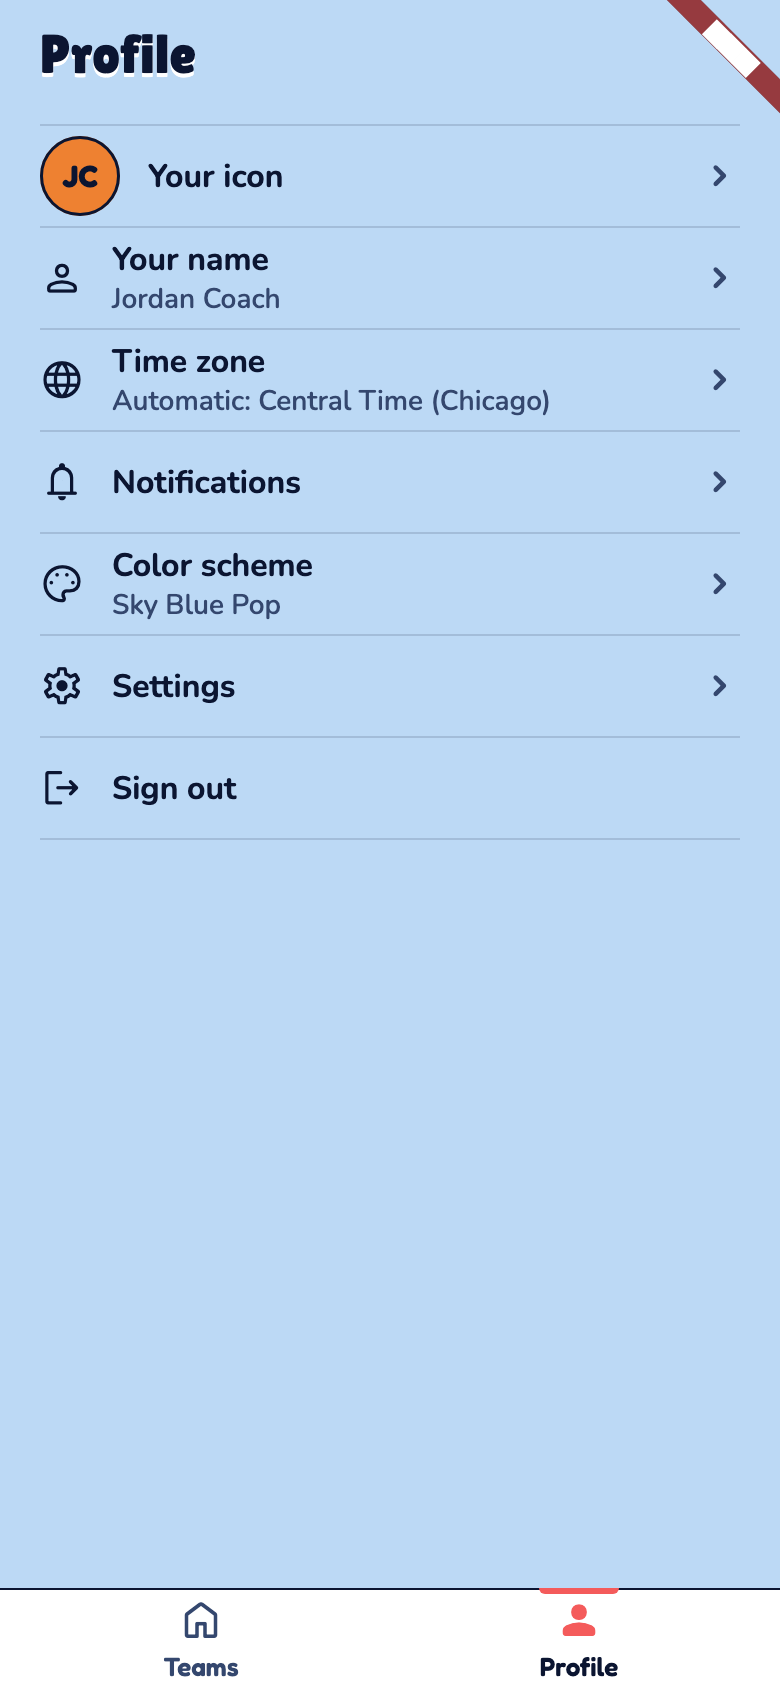 Profile
JC
Your icon
Your name
Jordan Coach
Time zone
Automatic: Central Time (Chicago)
Notifications
Color scheme
Sky Blue Pop
Settings
Sign out
Teams
Profile